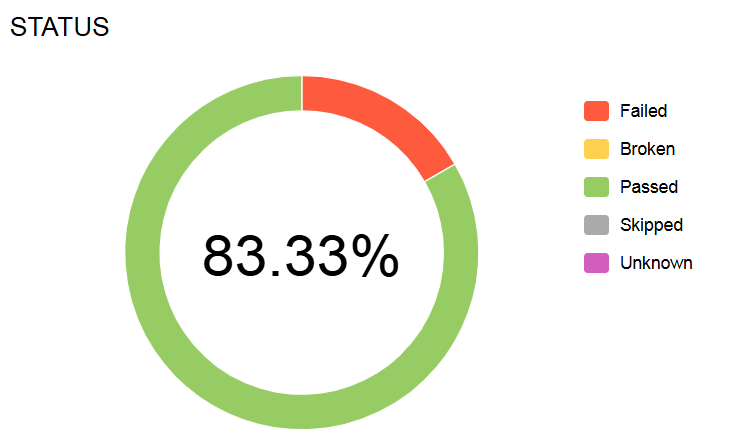 STATUS
83.33%
Failed
Broken
Passed
Skipped
Unknown